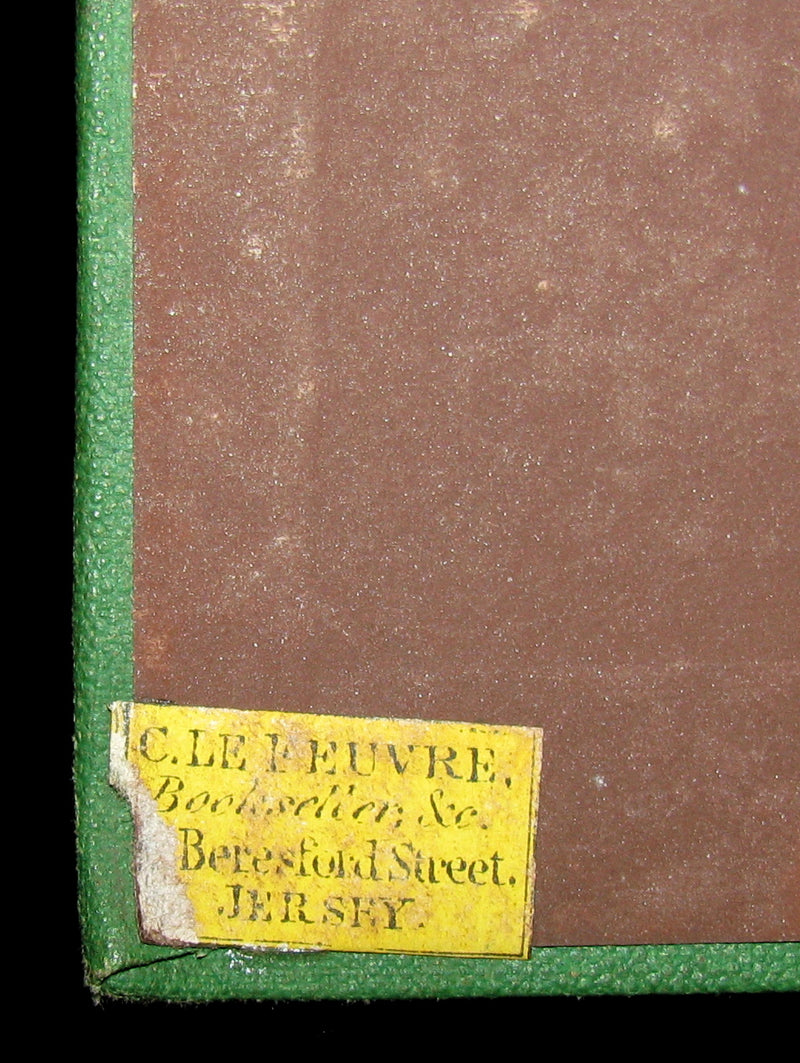 C. LE FEUVRE,
Bookseller, &c.
Beresford Street.
JERSEY.